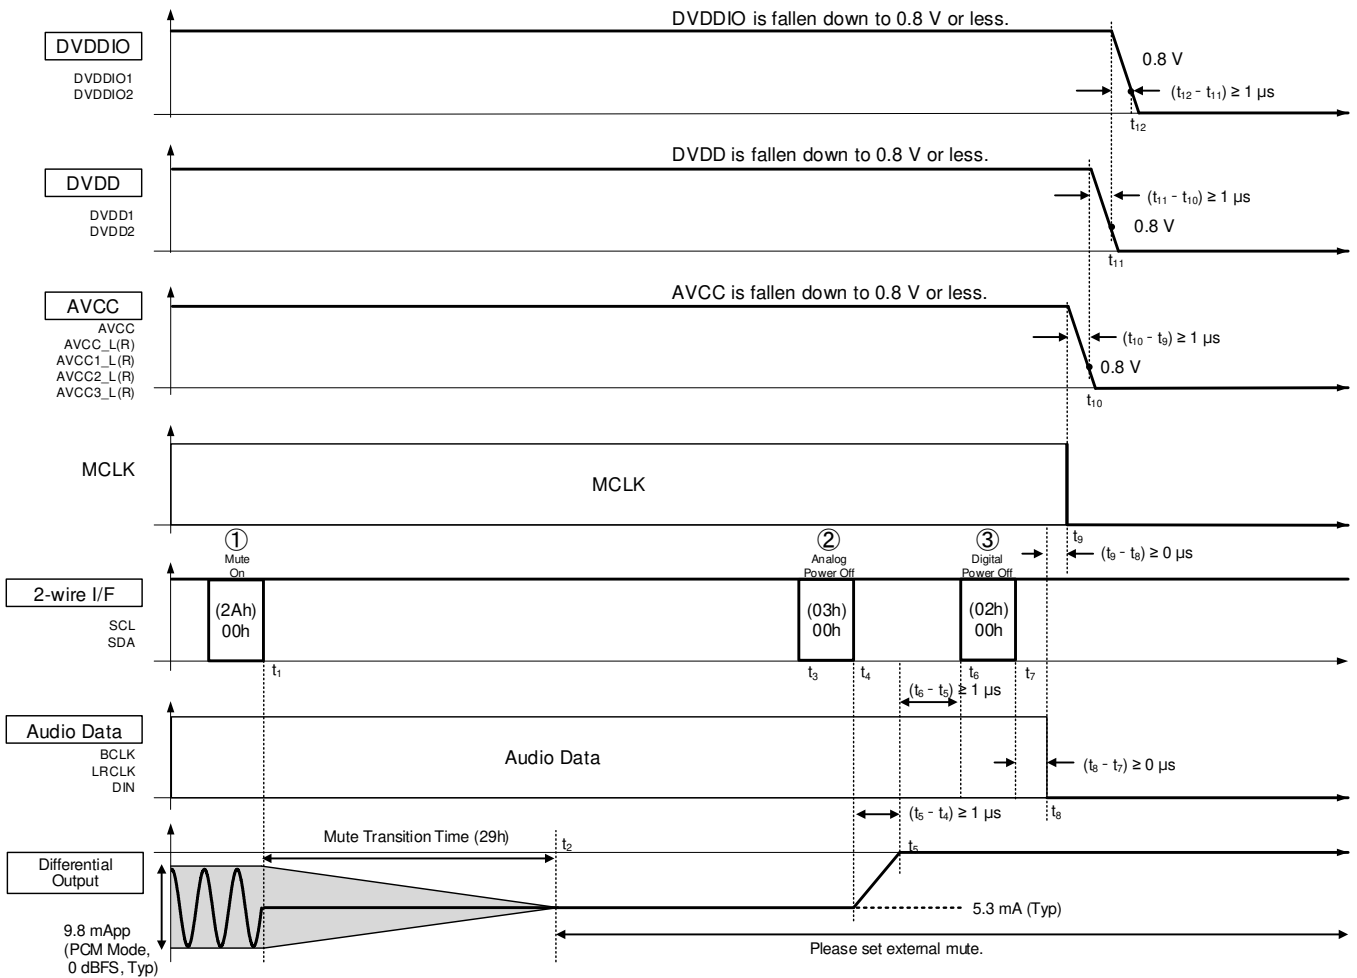 DVDDIO is fallen down to 0.8 V or less.
DVDDIO
DVDDIO1
DVDDIO2
0.8 V
(t12 - t11) ≥ 1 µs
t12
DVDD is fallen down to 0.8 V or less.
DVDD
DVDD1
DVDD2
(t11 - t10) ≥ 1 µs
0.8 V
t11
AVCC is fallen down to 0.8 V or less.
AVCC
AVCC
AVCC_L(R)
AVCC1_L(R)
AVCC2_L(R)
AVCC3_L(R)
(t10 - t9) ≥ 1 µs
0.8 V
t10
MCLK
MCLK
t9
(t9 - t8) ≥ 0 µs
①
Mute
On
②
Analog
Power Off
③
Digital
Power Off
2-wire I/F
SCL
SDA
(2Ah)
00h
(03h)
00h
(02h)
00h
t1
t3
t4
t6
t7
(t6 - t5) ≥ 1 µs
Audio Data
BCLK
LRCLK
DIN
Audio Data
(t8 - t7) ≥ 0 µs
(t5 - t4) ≥ 1 µs
t8
Mute Transition Time (29h)
t2
t5
Differential
Output
5.3 mA (Typ)
9.8 mApp
(PCM Mode,
0 dBFS, Typ)
Please set external mute.